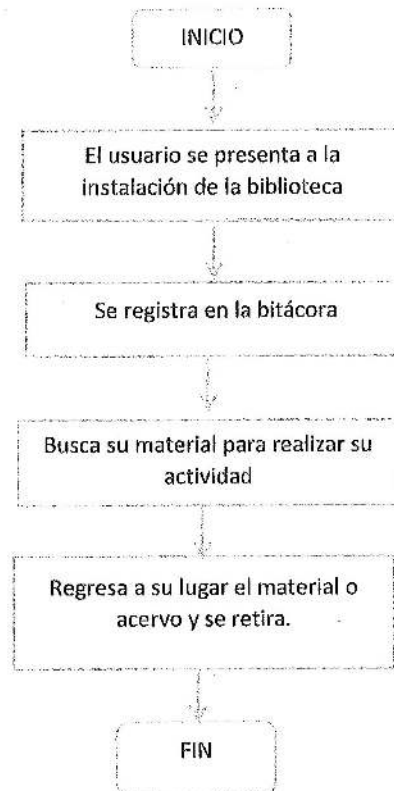 INICIO
El usuario se presenta a la
instalación de la biblioteca
Se registra en la bitácora
Busca su material para realizar su
actividad
Regresa a su lugar el material o
acervo y se retira.
FIN